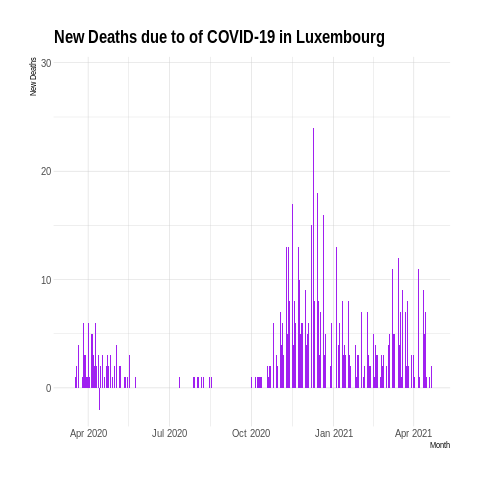 New Deaths due to of COVID-19 in Luxembourg
New Deaths
30
20
10
0
Apr 2020 Jul 2020 Oct 2020 Jan 2021 Apr 2021
Month